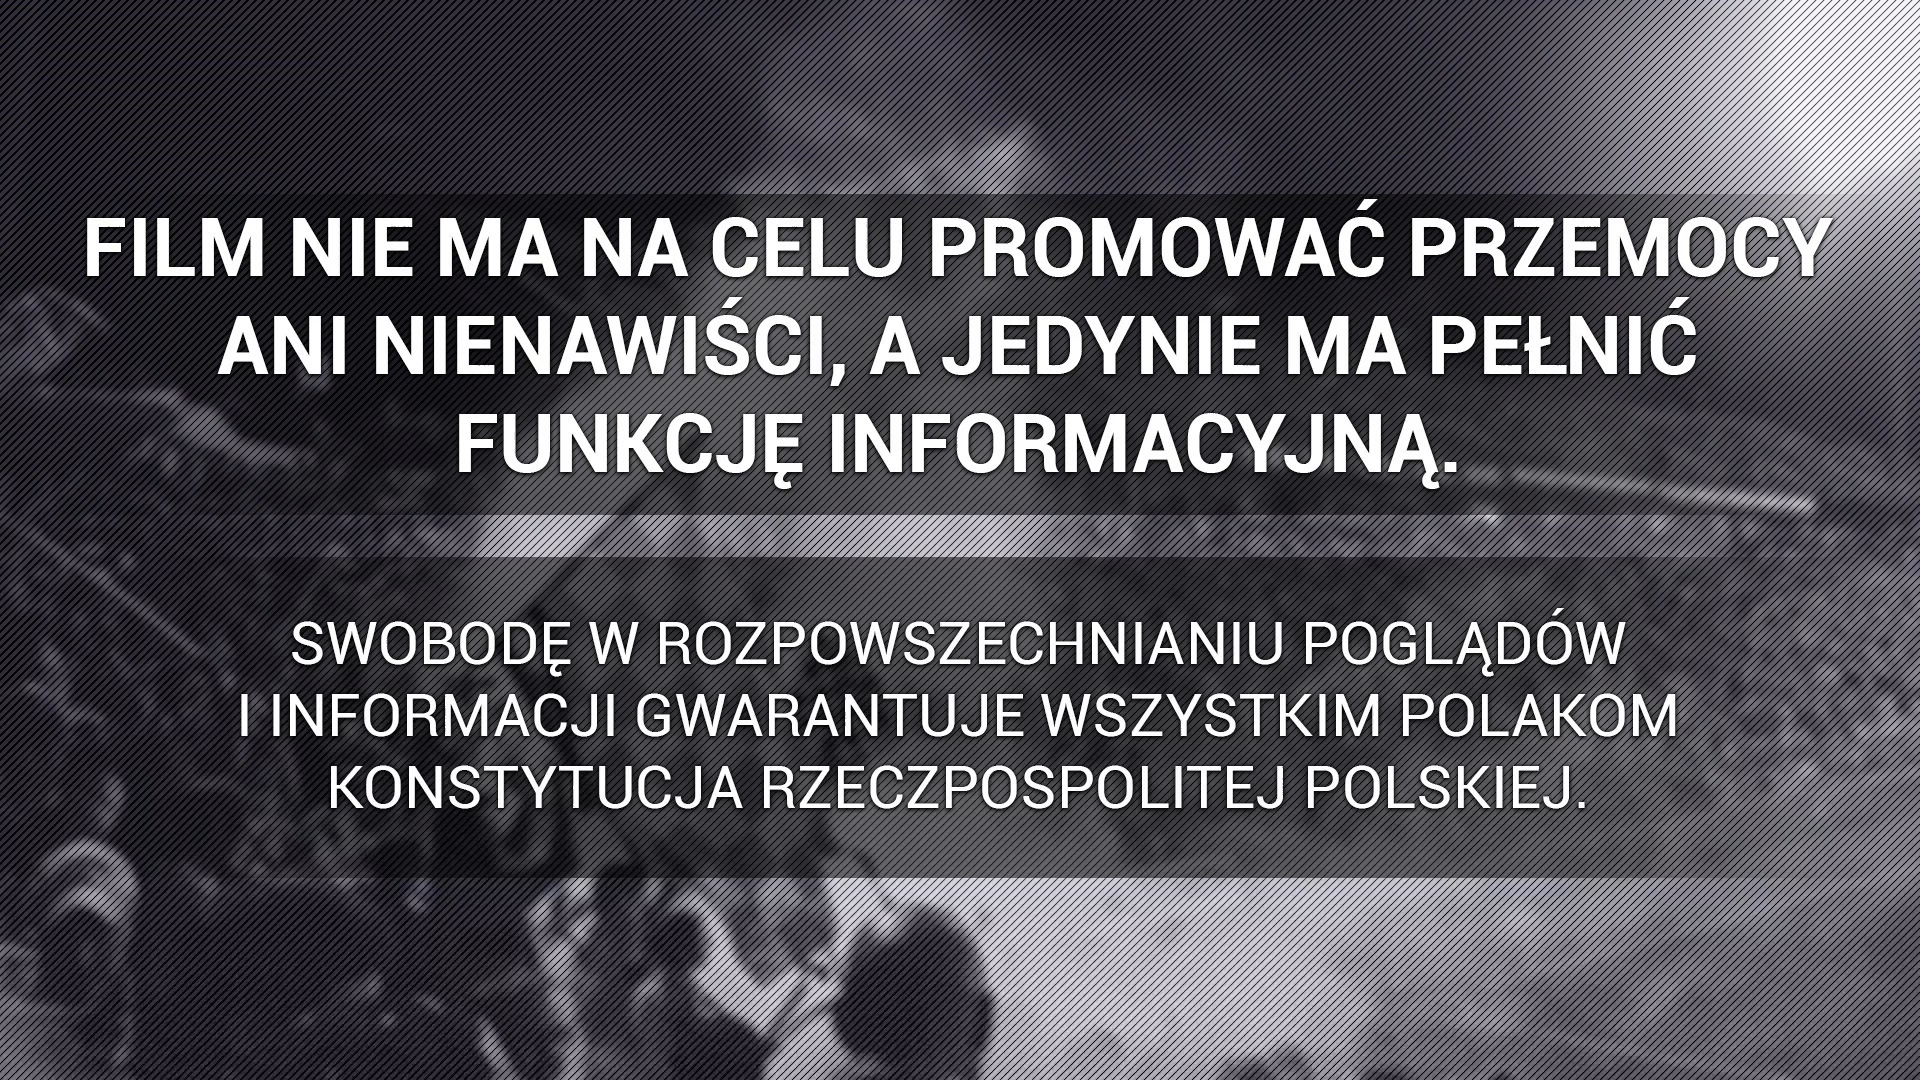 FILM NIE MA NA CELU PROMOWAĆ PRZEMOCY
ANI NIENAWIŚCI, A JEDYNIE MA PEŁNIĆ
FUNKCJĘ INFORMACYJNĄ.
SWOBODĘ W ROZPOWSZECHNIANIU POGLĄDÓW
I INFORMACJI GWARANTUJE WSZYSTKIM POLAKOM
KONSTYTUCJA RZECZPOSPOLITEJ POLSKIEJ.